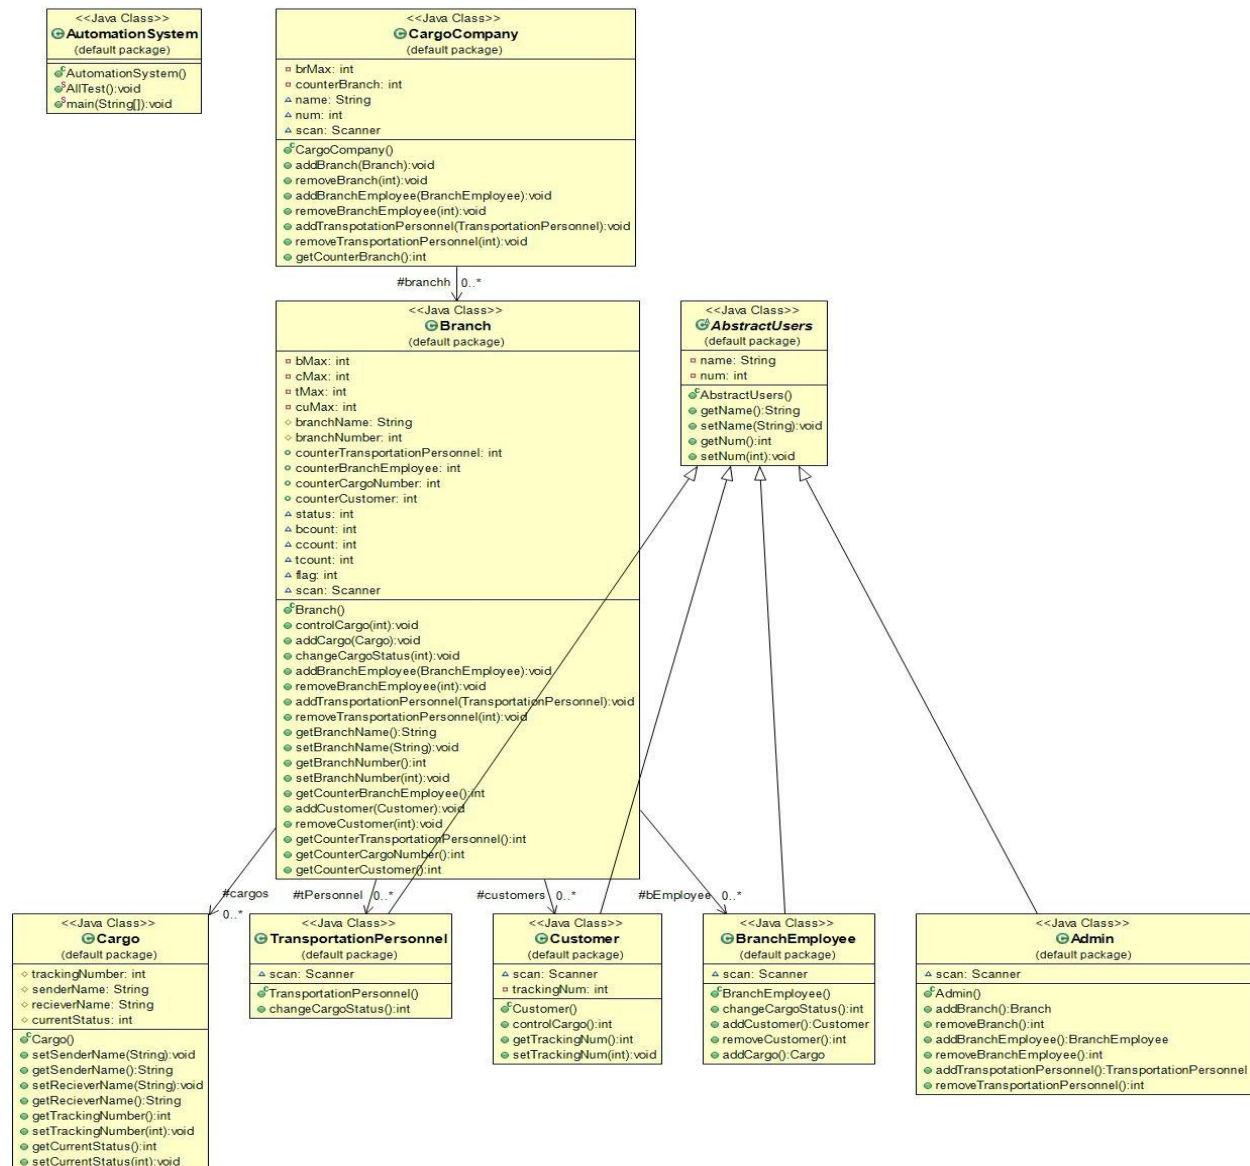 <<Java Class>>
AutomationSystem
(default package)
AutomationSystem()
AllTest():void
main(String[]):void
<<Java Class>>
CargoCompany
(default package)
brMax: int
counterBranch: int
name: String
num: int
scan: Scanner
CargoCompany()
addBranch(Branch):void
removeBranch(int):void
addBranchEmployee(BranchEmployee):void
removeBranchEmployee(int):void
addTranspotationPersonnel(TransportationPersonnel):void
removeTransportationPersonnel(int):void
getCounterBranch():int
#branchh 0..*
<<Java Class>>
Branch
(default package)
bMax: int
cMax: int
tMax: int
cuMax: int
branchName: String
branchNumber: int
counterTransportationPersonnel: int
counterBranchEmployee: int
counterCargoNumber: int
counterCustomer: int
status: int
bcount: int
ccount: int
tcount: int
flag: int
scan: Scanner
Branch()
controlCargo(int):void
addCargo(Cargo):void
changeCargoStatus(int):void
addBranchEmployee(BranchEmployee):void
removeBranchEmployee(int):void
addTransportationPersonnel(TransportationPersonnel):void
removeTransportationPersonnel(int):void
getBranchName():String
setBranchName(String):void
getBranchNumber():int
setBranchNumber(int):void
getCounterBranchEmployee():int
addCustomer(Customer):void
removeCustomer(int):void
getCounterTransportationPersonnel():int
getCounterCargoNumber():int
getCounterCustomer():int
<<Java Class>>
AbstractUsers
(default package)
name: String
num: int
AbstractUsers()
getName():String
setName(String):void
getNum():int
setNum(int):void
#cargos 0..*
#tPersonnel 0..*
#customers 0..*
#bEmployee 0..*
<<Java Class>>
Cargo
(default package)
trackingNumber: int
senderName: String
recieverName: String
currentStatus: int
Cargo()
setSenderName(String):void
getSenderName():String
setRecieverName(String):void
getRecieverName():String
getTrackingNumber():int
setTrackingNumber(int):void
getCurrentStatus():int
setCurrentStatus(int):void
<<Java Class>>
TransportationPersonnel
(default package)
scan: Scanner
TransportationPersonnel()
changeCargoStatus():int
<<Java Class>>
Customer
(default package)
scan: Scanner
trackingNum: int
Customer()
controlCargo():int
getTrackingNum():int
setTrackingNum(int):void
<<Java Class>>
BranchEmployee
(default package)
scan: Scanner
BranchEmployee()
changeCargoStatus():int
addCustomer():Customer
removeCustomer():int
addCargo():Cargo
<<Java Class>>
Admin
(default package)
scan: Scanner
Admin()
addBranch():Branch
removeBranch():int
addBranchEmployee():BranchEmployee
removeBranchEmployee():int
addTranspotationPersonnel():TransportationPersonnel
removeTransportationPersonnel():int